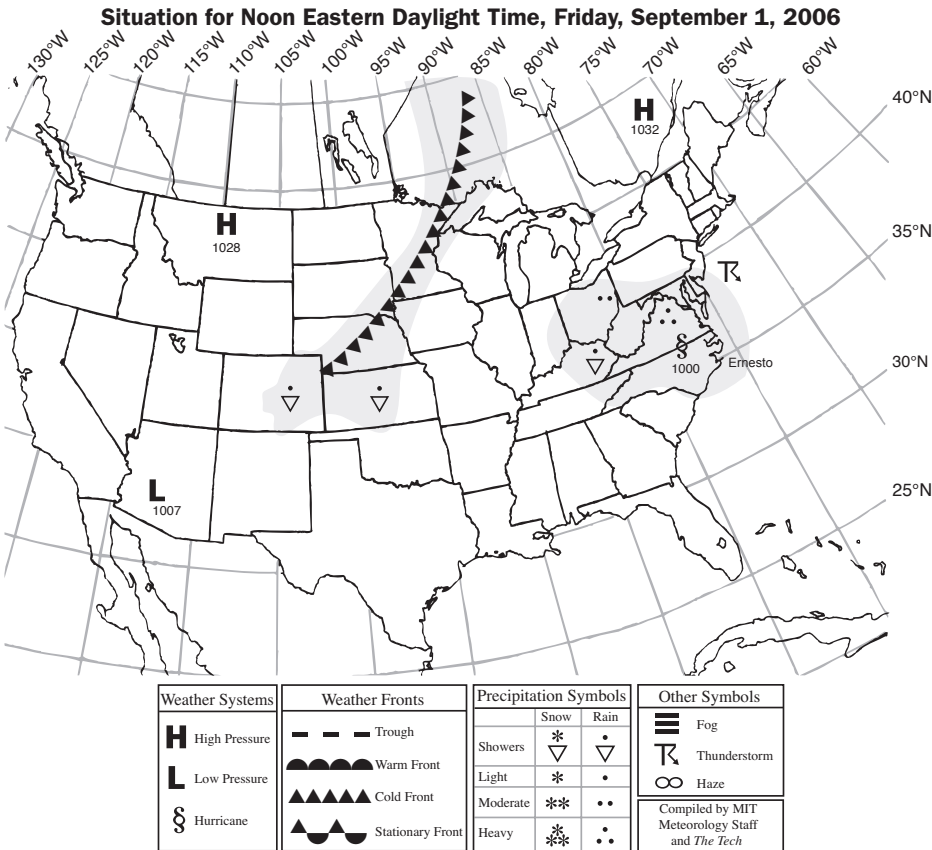 Situation for Noon Eastern Daylight Time, Friday, September 1, 2006
130°W
125°W
120°W
115°W
110°W
105°W
100°W
95°W
90°W
85°W
80°W
75°W
70°W
65°W
60°W
40°N
35°N
30°N
25°N
H
1032
H
1028
1000
Ernesto
L
1007
Weather Systems
H High Pressure
L Low Pressure
§ Hurricane
Weather Fronts
Trough
Warm Front
Cold Front
Stationary Front
Precipitation Symbols
Snow Rain
Showers
Light
Moderate
Heavy
Other Symbols
Fog
Thunderstorm
Haze
Compiled by MIT
Meteorology Staff
and The Tech